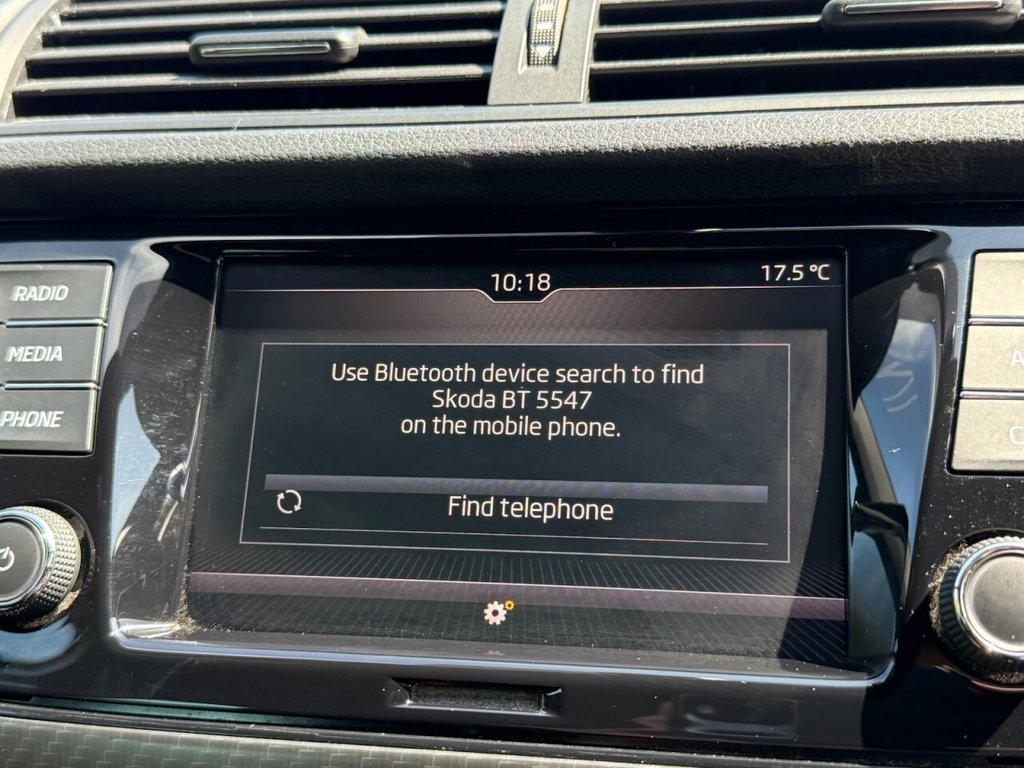 10:18
17.5 °C
RADIO
MEDIA
PHONE
Use Bluetooth device search to find
Skoda BT 5547
on the mobile phone.
Find telephone